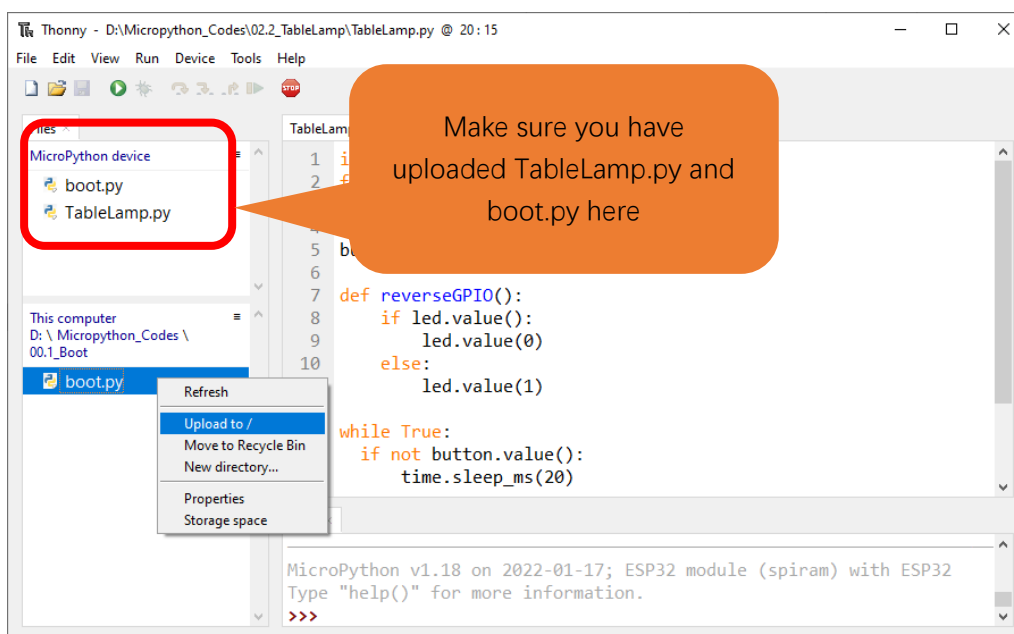 Thonny - D:\Micropython_Codes\02.2_TableLamp\TableLamp.py @ 20 : 15
File Edit View Run Device Tools Help
STOP
Files ×
MicroPython device
boot.py
TableLamp.py
This computer
D: \ Micropython_Codes \
00.1_Boot
boot.py
Refresh
Upload to /
Move to Recycle Bin
New directory...
Properties
Storage space
Make sure you have
uploaded TableLamp.py and
boot.py here
1
2
5
6
7 def reverseGPIO():
8 if led.value():
9 led.value(0)
10 else:
led.value(1)
while True:
if not button.value():
time.sleep_ms(20)
MicroPython v1.18 on 2022-01-17; ESP32 module (spiram) with ESP32
Type "help()" for more information.
>>>